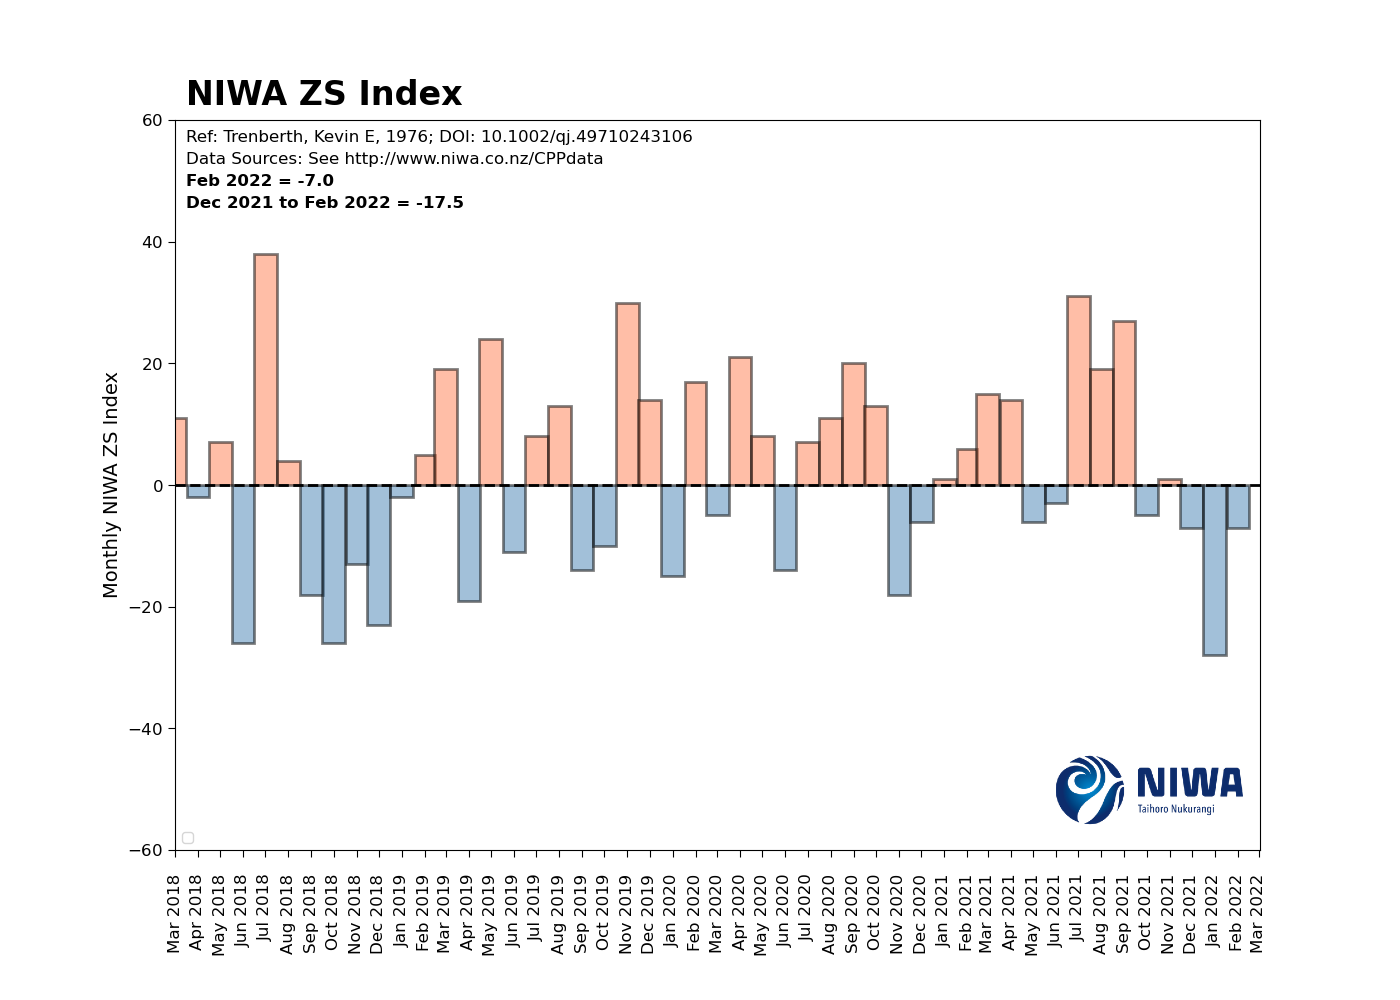 NIWA ZS Index
Ref: Trenberth, Kevin E, 1976; DOI: 10.1002/qj.49710243106
Data Sources: See http://www.niwa.co.nz/CPPdata
Feb 2022 = -7.0
Dec 2021 to Feb 2022 = -17.5
Monthly NIWA ZS Index
60
40
20
0
−20
−40
−60
NIWA
Taihoro Nukurangi
Mar 2018
Apr 2018
May 2018
Jun 2018
Jul 2018
Aug 2018
Sep 2018
Oct 2018
Nov 2018
Dec 2018
Jan 2019
Feb 2019
Mar 2019
Apr 2019
May 2019
Jun 2019
Jul 2019
Aug 2019
Sep 2019
Oct 2019
Nov 2019
Dec 2019
Jan 2020
Feb 2020
Mar 2020
Apr 2020
May 2020
Jun 2020
Jul 2020
Aug 2020
Sep 2020
Oct 2020
Nov 2020
Dec 2020
Jan 2021
Feb 2021
Mar 2021
Apr 2021
May 2021
Jun 2021
Jul 2021
Aug 2021
Sep 2021
Oct 2021
Nov 2021
Dec 2021
Jan 2022
Feb 2022
Mar 2022